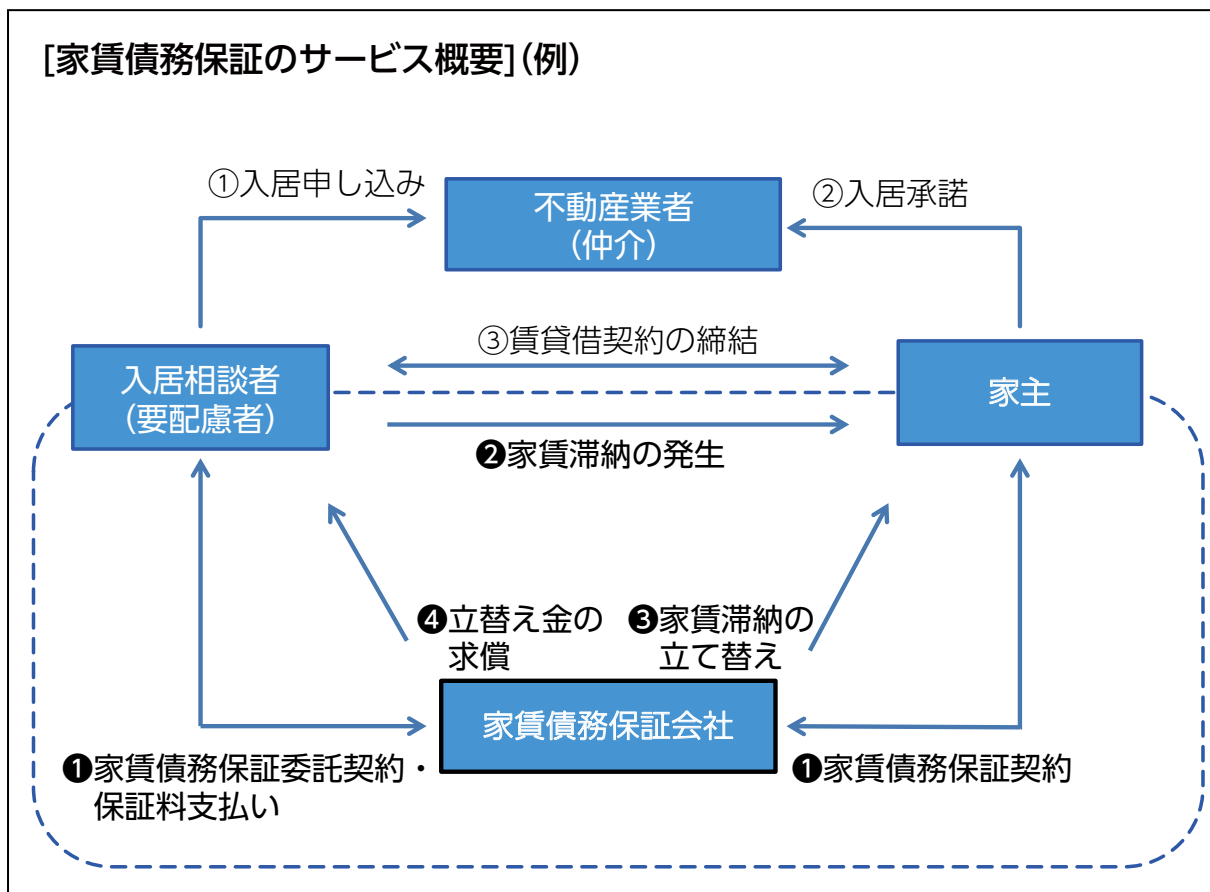 [家賃債務保証のサービス概要](例)
①入居申し込み
不動産業者
(仲介)
②入居承諾
③賃貸借契約の締結
入居相談者
(要配慮者)
家主
❷家賃滞納の発生
❹立替え金の
求償
❸家賃滞納の
立て替え
家賃債務保証会社
❶家賃債務保証委託契約・
保証料支払い
❶家賃債務保証契約